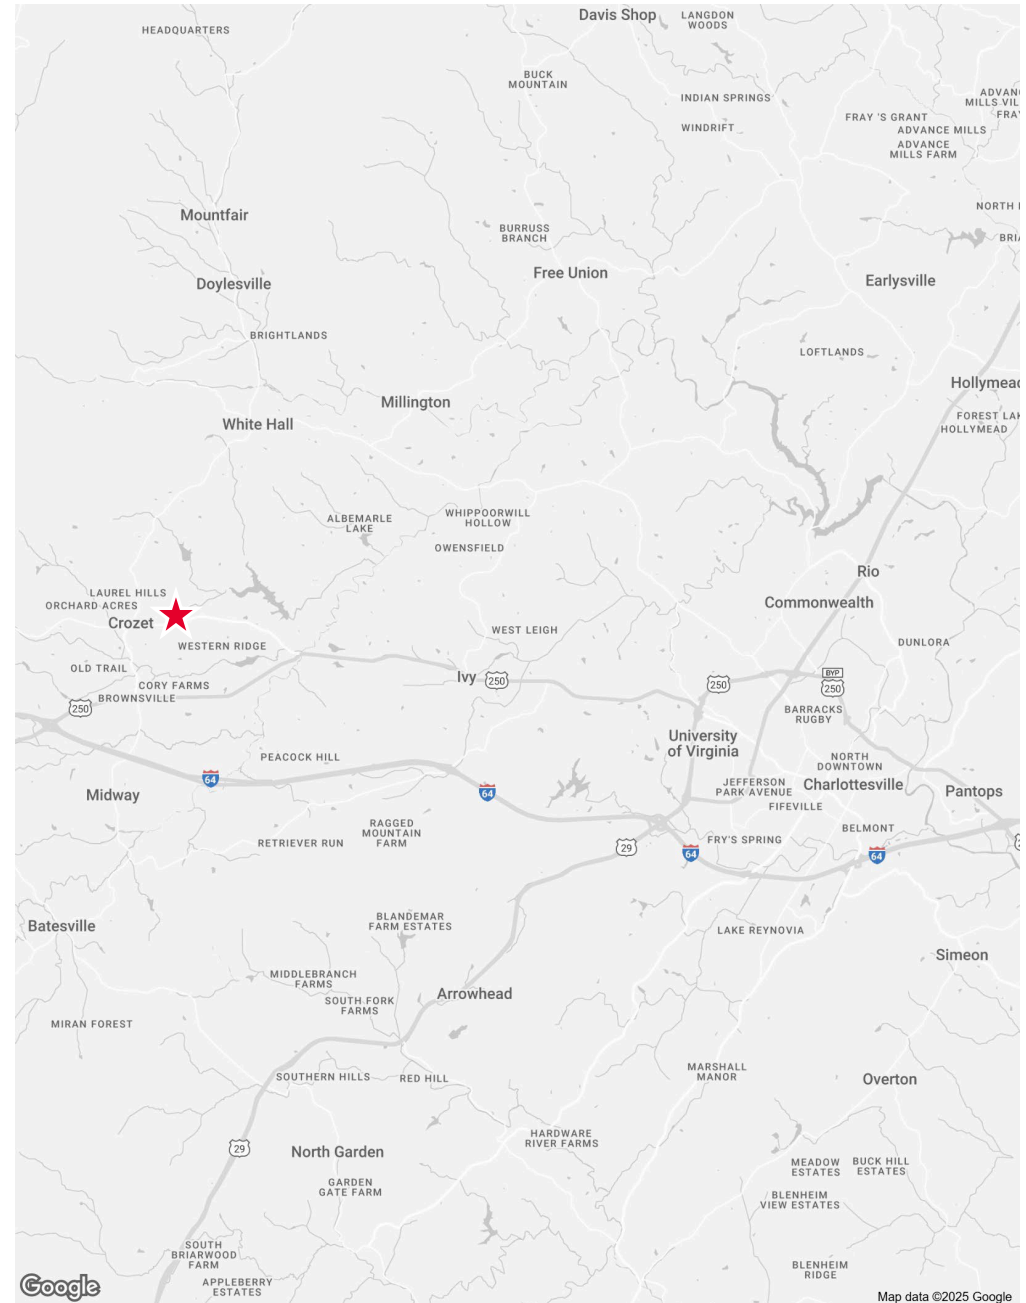 Davis Shop
LANGDON
WOODS
HEADQUARTERS
BUCK
MOUNTAIN
INDIAN SPRINGS
ADVAN
MILLS VIL
FRAY
FRAY 'S GRANT
WINDRIFT
ADVANCE MILLS
ADVANCE
MILLS FARM
Mountfair
NORTH
BURRUSS
BRANCH
BRIA
Free Union
Doylesville
Earlysville
BRIGHTLANDS
LOFTLANDS
Hollymead
Millington
FOREST LAK
HOLLYMEAD
White Hall
WHIPPOORWILL
HOLLOW
ALBEMARLE
LAKE
OWENSFIELD
Rio
LAUREL HILLS
ORCHARD ACRES
Commonwealth
Crozet
WEST LEIGH
WESTERN RIDGE
DUNLORA
OLD TRAIL
Ivy
250
250
BYP
250
CORY FARMS
BROWNSVILLE
250
BARRACKS
RUGBY
University
of Virginia
PEACOCK HILL
NORTH
DOWNTOWN
64
64
JEFFERSON
PARK AVENUE
Charlottesville
Pantops
Midway
FIFEVILLE
RAGGED
MOUNTAIN
FARM
BELMONT
RETRIEVER RUN
29
FRY'S SPRING
64
64
2
Batesville
BLANDEMAR
FARM ESTATES
LAKE REYNOVIA
Simeon
MIDDLEBRANCH
FARMS
Arrowhead
SOUTH FORK
FARMS
MIRAN FOREST
MARSHALL
MANOR
SOUTHERN HILLS
RED HILL
Overton
29
HARDWARE
RIVER FARMS
North Garden
MEADOW
ESTATES
BUCK HILL
ESTATES
GARDEN
GATE FARM
BLENHEIM
VIEW ESTATES
SOUTH
BRIARWOOD
FARM
BLENHEIM
RIDGE
APPLEBERRY
ESTATES
Google
Map data ©2025 Google